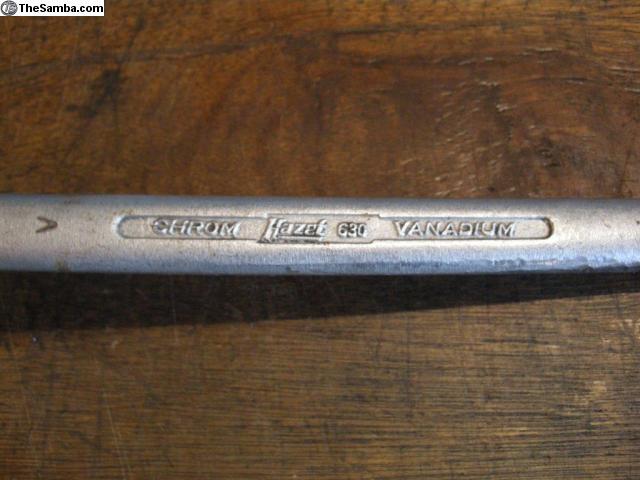 TheSamba.com
V
CHROM Hazet 630 VANADIUM